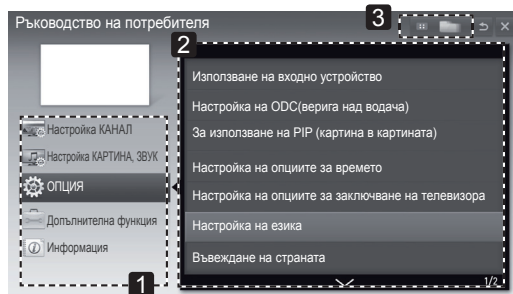 Ръководство на потребителя
3
2
Настройка КАНАЛ
Настройка КАРТИНА, ЗВУК
ОПЦИЯ
Допълнителна функция
Информация
1
Използване на входно устройство
Настройка на ODC(верига над водача)
За използване на PIP (картина в картината)
Настройка на опциите за времето
Настройка на опциите за заключване на телевизора
Настройка на езика
Въвеждане на страната
1/2